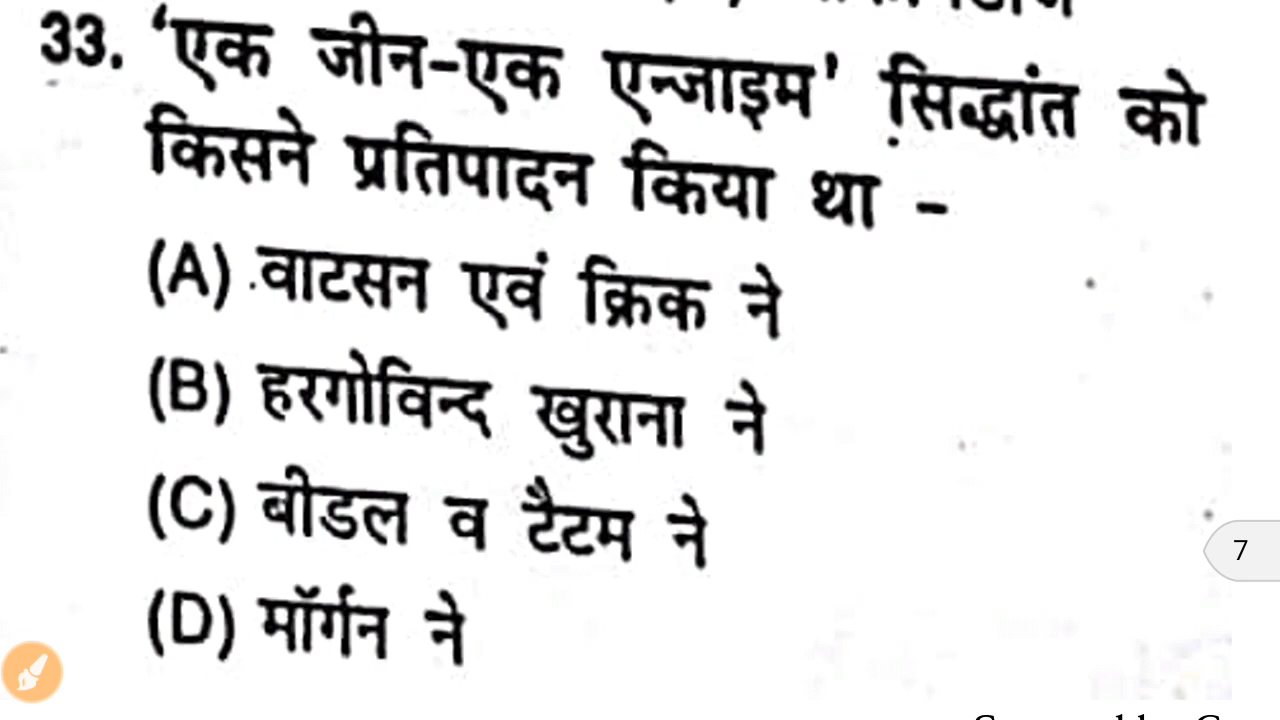 33. 'एक जीन-एक एन्जाइम' सिद्धांत को
किसने प्रतिपादन किया था -
(A) वाटसन एवं क्रिक ने
(B) हरगोविन्द खुराना ने
(C) बीडल व टैटम ने
(D) मॉर्गन ने
7